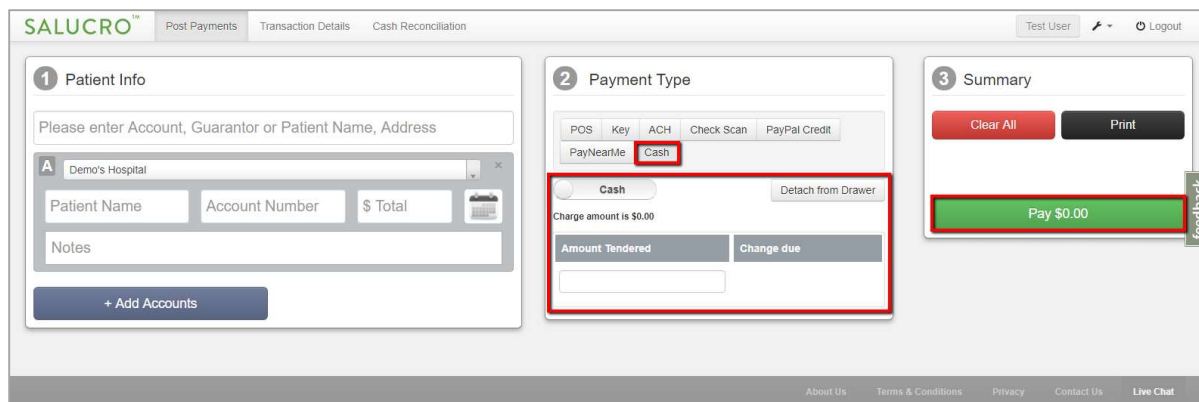 SALUCRO™ Post Payments Transaction Details Cash Reconciliation Test User Logout
1 Patient Info
Please enter Account, Guarantor or Patient Name, Address
A Demo's Hospital ×
Patient Name Account Number $ Total
Notes
+ Add Accounts
2 Payment Type
POS Key ACH Check Scan PayPal Credit
PayNearMe Cash
Cash Detach from Drawer
Charge amount is $0.00
Amount Tendered Change due
3 Summary
Clear All Print
Pay $0.00
feedback
About Us Terms & Conditions Privacy Contact Us Live Chat